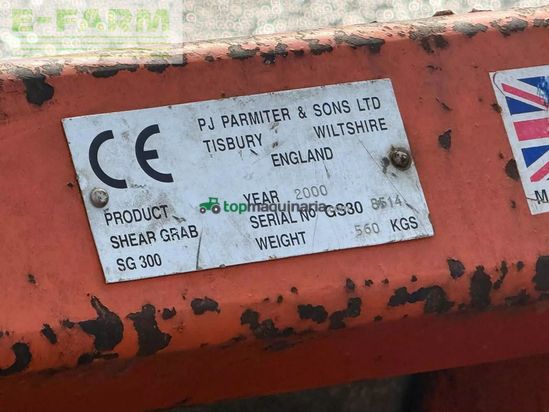 E-FARM
PJ PARMITER & SONS LTD
TISBURY WILTSHIRE
ENGLAND
CE
YEAR 2000
PRODUCT
topmaquinaria
SERIAL No GS30 8514
SHEAR GRAB
WEIGHT 560 KGS
SG 300
M